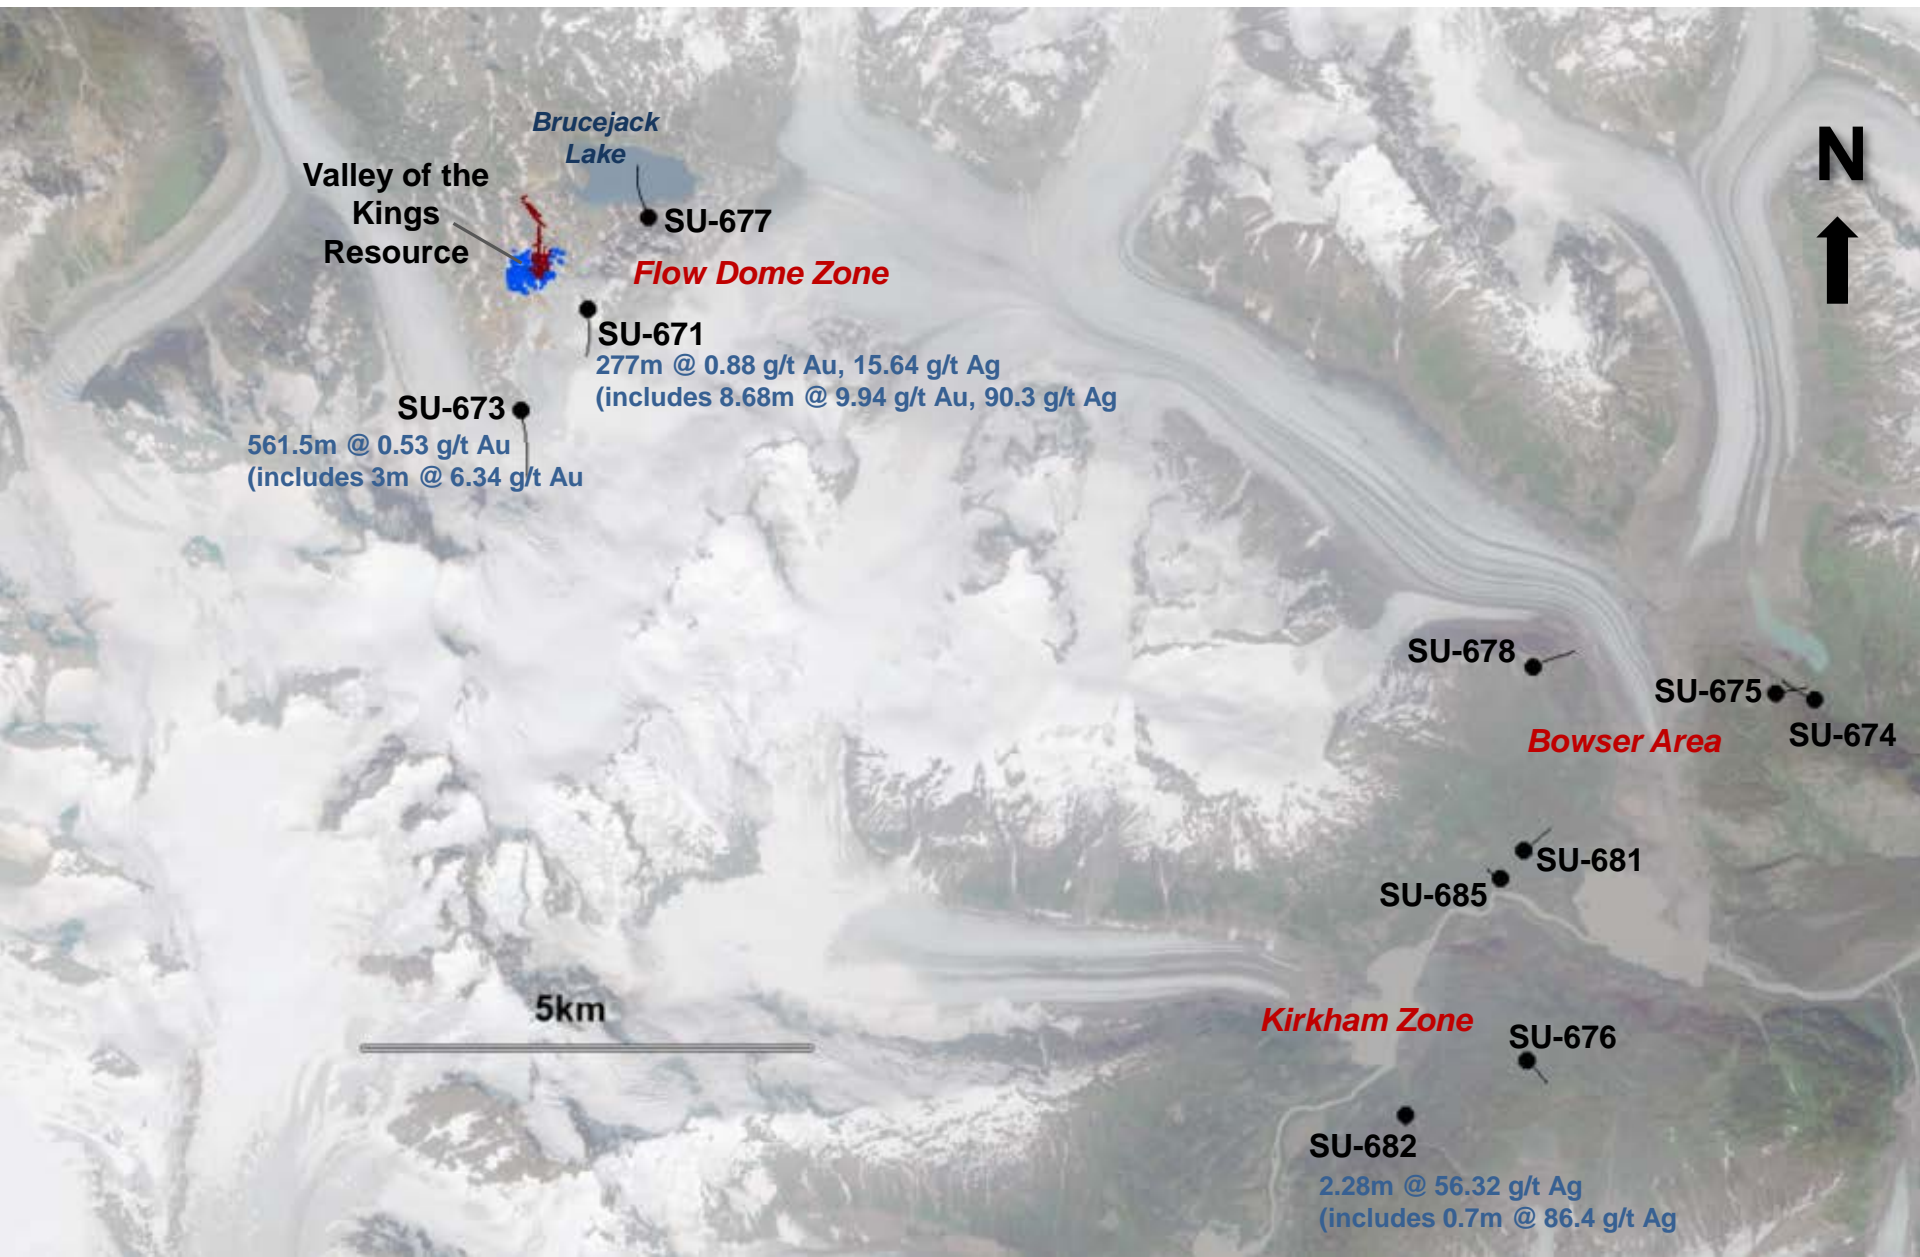 Brucejack
Lake
N
Valley of the
Kings
Resource
SU-677
Flow Dome Zone
SU-671
277m @ 0.88 g/t Au, 15.64 g/t Ag
(includes 8.68m @ 9.94 g/t Au, 90.3 g/t Ag
SU-673
561.5m @ 0.53 g/t Au
(includes 3m @ 6.34 g/t Au
SU-678
SU-675
SU-674
Bowser Area
SU-681
SU-685
5km
Kirkham Zone
SU-676
SU-682
2.28m @ 56.32 g/t Ag
(includes 0.7m @ 86.4 g/t Ag